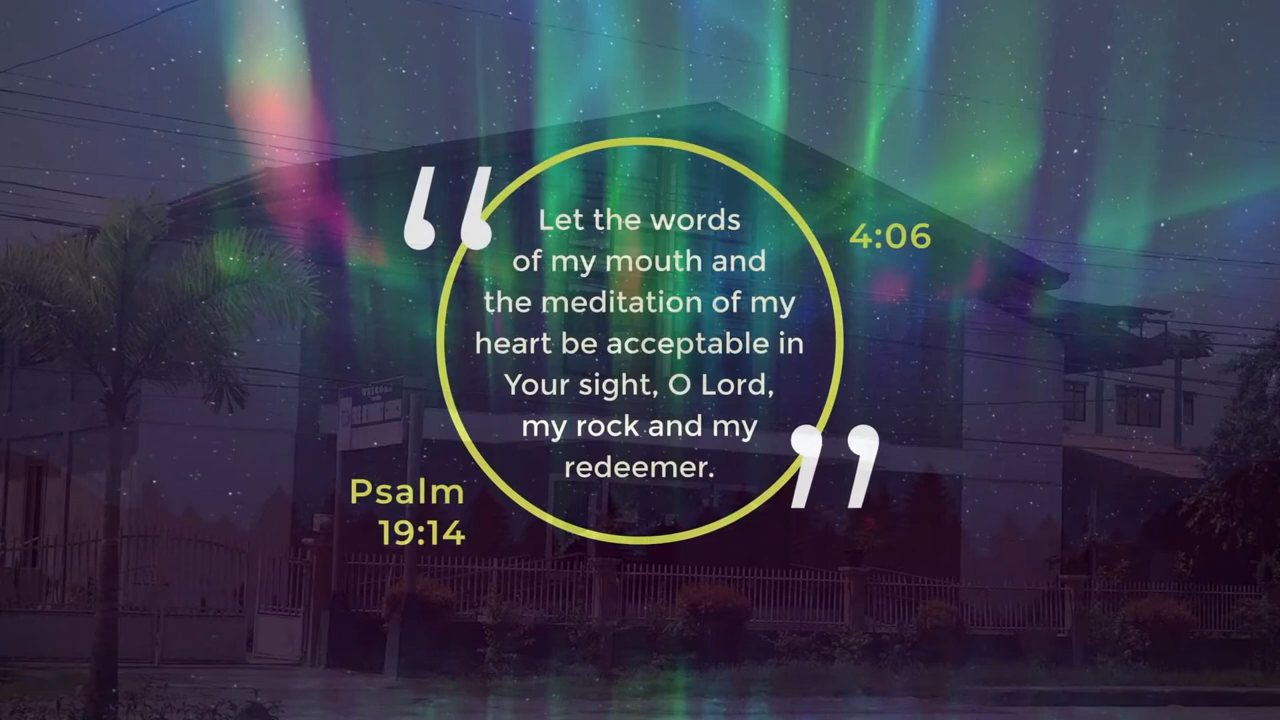 Let the words
of my mouth and
the meditation of my
heart be acceptable in
Your sight, O Lord,
my rock and my
redeemer.
4:06
Psalm
19:14